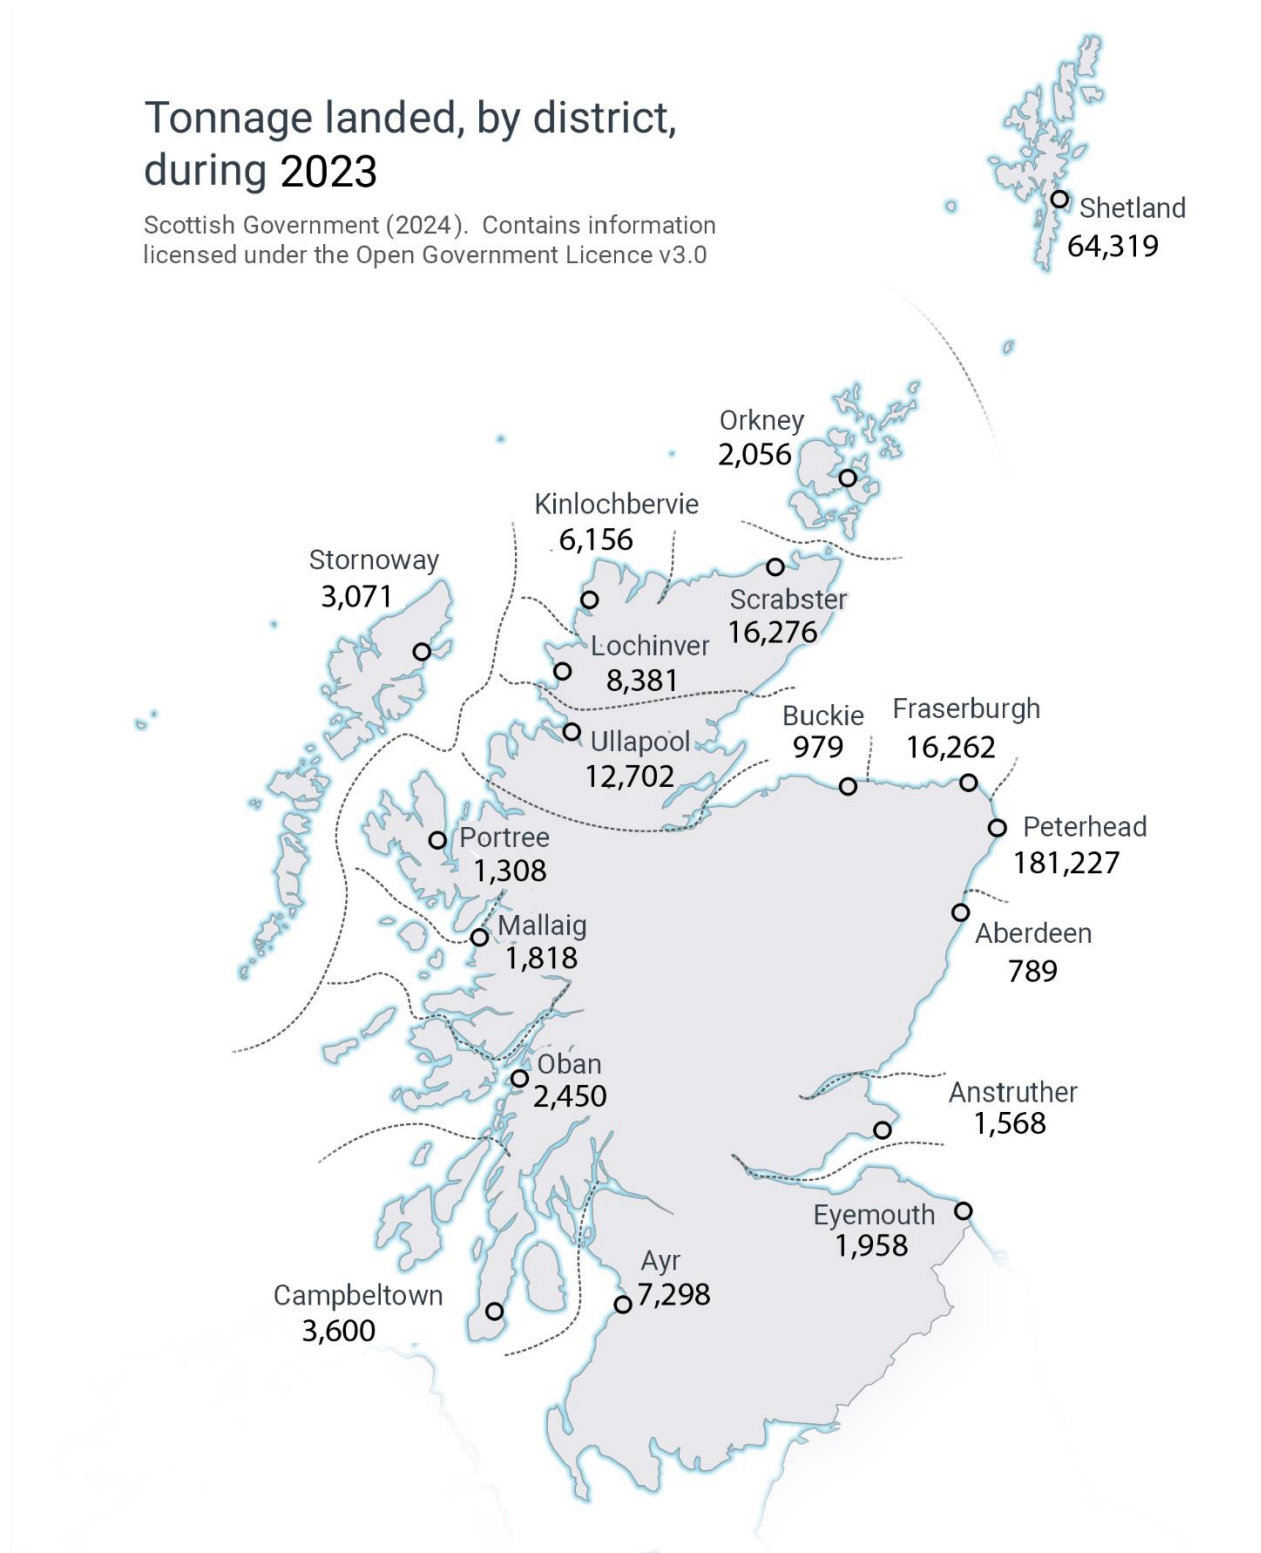 Tonnage landed, by district,
during 2023
Scottish Government (2024). Contains information
licensed under the Open Government Licence v3.0
Shetland
64,319
Orkney
2,056
Kinlochbervie
6,156
Stornoway
3,071
Scrabster
16,276
Lochinver
8,381
Buckie
979
Fraserburgh
16,262
Ullapool
12,702
Peterhead
181,227
Portree
1,308
Mallaig
1,818
Aberdeen
789
Oban
2,450
Anstruther
1,568
Eyemouth
1,958
Ayr
7,298
Campbeltown
3,600